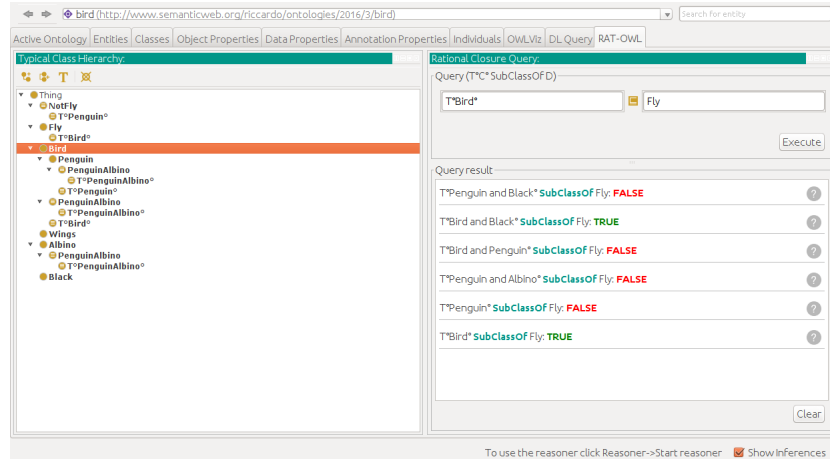 bird (http://www.semanticweb.org/riccardo/ontologies/2016/3/bird)
Search for entity
Active Ontology Entities Classes Object Properties Data Properties Annotation Properties Individuals OWLViz DL Query RAT-OWL
Typical Class Hierarchy:
T
Thing
NotFly
T°Penguin°
Fly
T°Bird°
Bird
Penguin
PenguinAlbino
T°PenguinAlbino°
T°Penguin°
PenguinAlbino
T°PenguinAlbino°
T°Bird°
Wings
Albino
PenguinAlbino
T°PenguinAlbino°
Black
Rational Closure Query:
Query (T°C° SubClassOf D)
T°Bird° Fly
Execute
Query result
T°Penguin and Black° SubClassOf Fly: FALSE ?
T°Bird and Black° SubClassOf Fly: TRUE ?
T°Bird and Penguin° SubClassOf Fly: FALSE ?
T°Penguin and Albino° SubClassOf Fly: FALSE ?
T°Penguin° SubClassOf Fly: FALSE ?
T°Bird° SubClassOf Fly: TRUE ?
Clear
To use the reasoner click Reasoner->Start reasoner Show Inferences